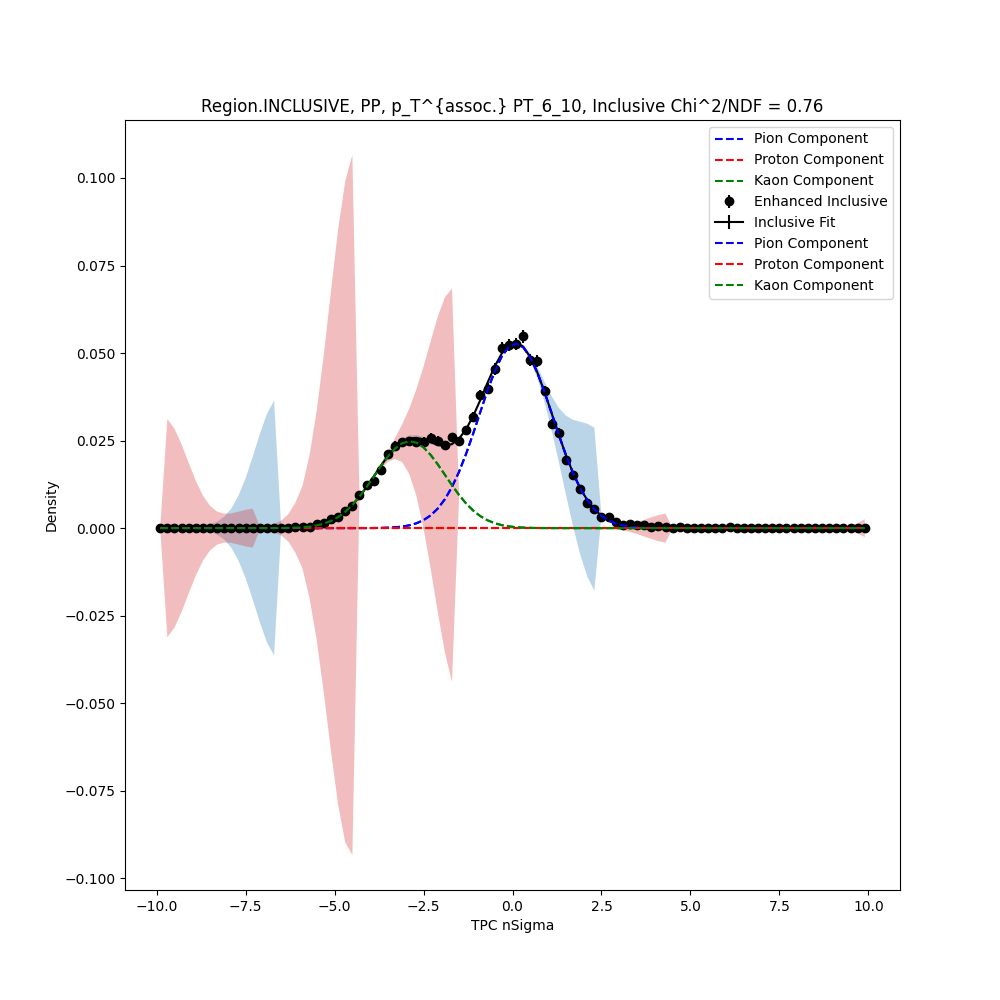 Region.INCLUSIVE, PP, p_T^{assoc.} PT_6_10, Inclusive Chi^2/NDF = 0.76
Pion Component
Proton Component
Kaon Component
Enhanced Inclusive
Inclusive Fit
Pion Component
Proton Component
Kaon Component
0.100
0.075
0.050
0.025
0.000
−0.025
−0.050
−0.075
−0.100
Density
−10.0 −7.5 −5.0 −2.5 0.0 2.5 5.0 7.5 10.0
TPC nSigma